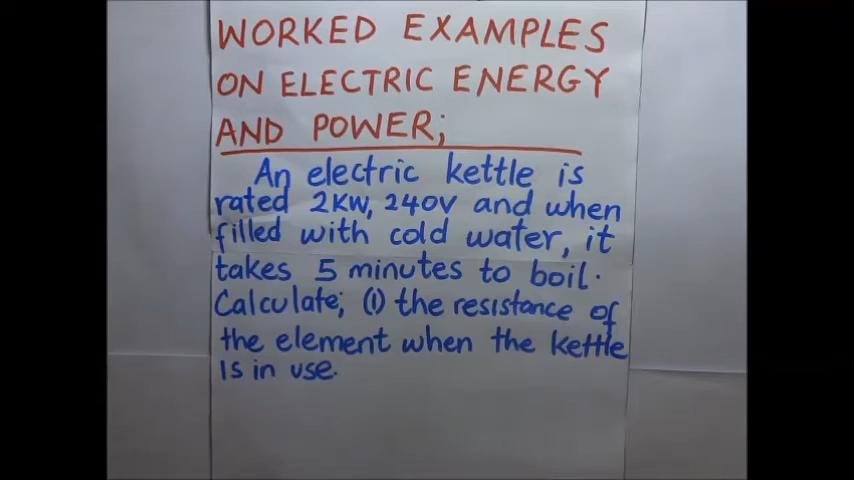 WORKED EXAMPLES
ON ELECTRIC ENERGY
AND POWER;
An electric kettle is
rated 2KW, 240V and when
filled with cold water, it
takes 5 minutes to boil.
Calculate; (1) the resistance of
the element when the kettle
Is in use.